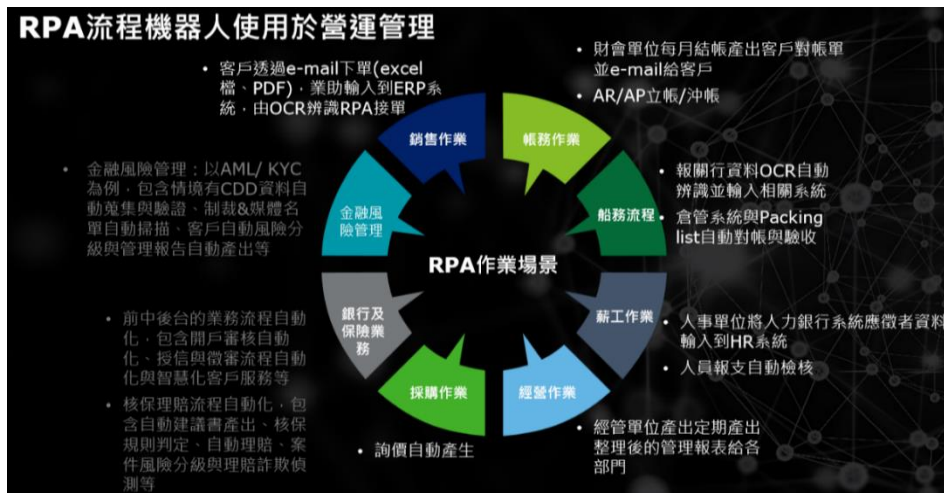 RPA流程機器人使用於營運管理
• 客戶透過e-mail下單(excel
檔、PDF)，業助輸入到ERP系
統，由OCR辨識RPA接單
• 財會單位每月結帳產出客戶對帳單
並e-mail給客戶
• AR/AP立帳/沖帳
銷售作業
帳務作業
• 金融風險管理：以AML/ KYC
為例，包含情境有CDD資料自
動蒐集與驗證、制裁&媒體名
單自動掃描、客戶自動風險分
級與管理報告自動產出等
金融風
險管理
船務流程
• 報關行資料OCR自動
辨識並輸入相關系統
• 倉管系統與Packing
list自動對帳與驗收
RPA作業場景
• 前中後台的業務流程自動
化，包含開戶審核自動
化、授信與徵審流程自動
化與智慧化客戶服務等
• 核保理賠流程自動化，包
含自動建議書產出、核保
規則判定、自動理賠、案
件風險分級與理賠詐欺偵
測等
銀行及
保險業
務
薪工作業
• 人事單位將人力銀行系統應徵者資料
輸入到HR系統
• 人員報支自動檢核
採購作業
經營作業
• 詢價自動產生
• 經管單位產出定期產出
整理後的管理報表給各
部門